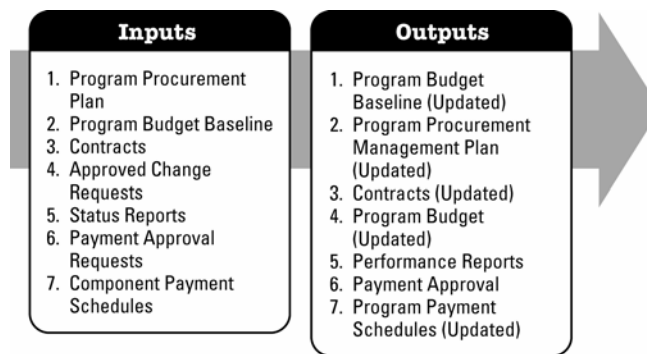 Inputs
1. Program Procurement
Plan
2. Program Budget Baseline
3. Contracts
4. Approved Change
Requests
5. Status Reports
6. Payment Approval
Requests
7. Component Payment
Schedules
Outputs
1. Program Budget
Baseline (Updated)
2. Program Procurement
Management Plan
(Updated)
3. Contracts (Updated)
4. Program Budget
(Updated)
5. Performance Reports
6. Payment Approval
7. Program Payment
Schedules (Updated)